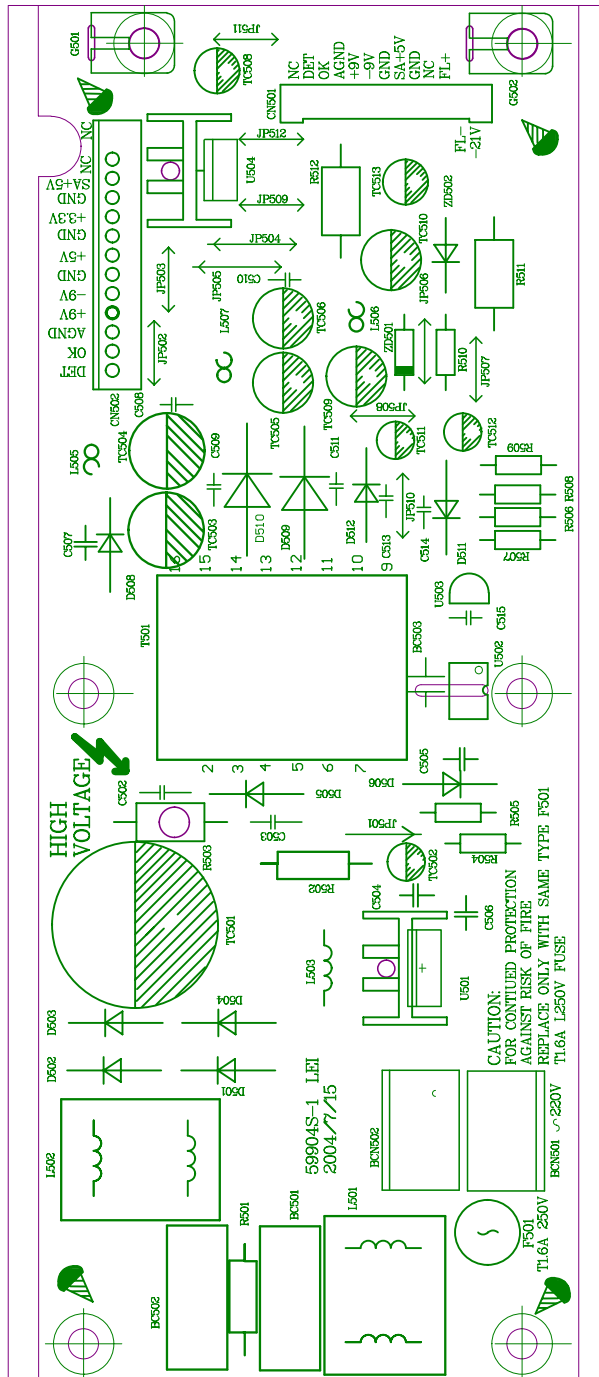 G501
JP511
TC508
CN501
NC
DET
OK
AGND
+9V
-9V
GND
SA+5V
GND
NC
FL+
G502
FL-
-21V
NC
NC
SA+5V
GND
+3.3V
GND
+5V
GND
-9V
+9V
AGND
OK
DET
CN502
U504
JP512
JP509
JP504
JP505
C510
JP503
JP502
R512
TC513
ZD502
TC510
JP506
R511
L507
TC506
L506
ZD501
R510
JP507
C508
TC505
TC509
JP508
TC511
TC512
L505
TC504
C509
C511
R509
R508
R506
R507
C507
D508
TC503
D510
D509
D512
C513
JP510
C514
D511
16
15
14
13
12
11
10
9
T501
U503
C515
BC503
U502
2
3
4
5
6
7
C505
D506
HIGH
VOLTAGE
C502
D505
C503
JP501
R505
R504
R503
R502
TC502
C504
C506
TC501
L503
U501
CAUTION:
FOR CONTIUED PROTECTION
AGAINST RISK OF FIRE
REPLACE ONLY WITH SAME TYPE F501
T1.6A L250V FUSE
D503
D504
D502
D501
59904S-1 LEI
2004/7/15
BCN502
BCN501 ~220V
L502
R501
BC501
L501
BC502
F501
T1.6A 250V